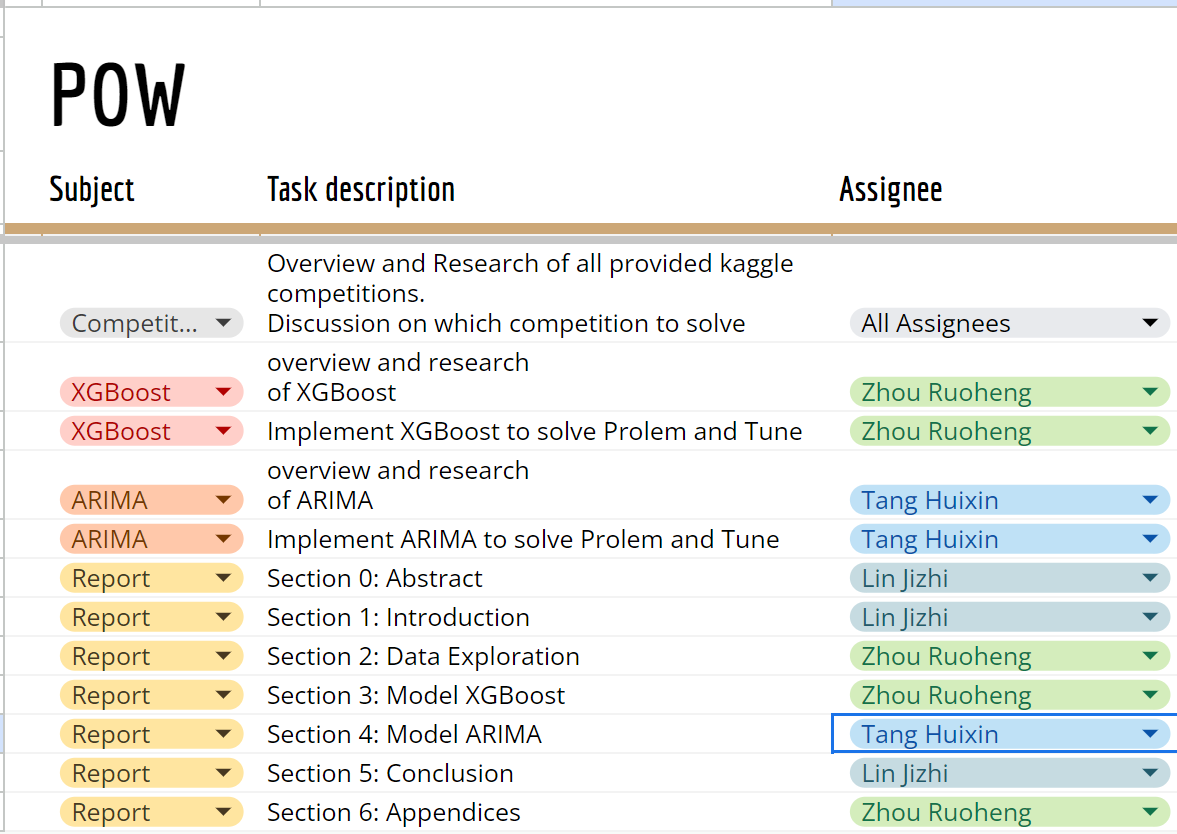 POW
Subject Task description Assignee
Overview and Research of all provided kaggle
competitions.
Competit... Discussion on which competition to solve All Assignees
overview and research
XGBoost of XGBoost Zhou Ruoheng
XGBoost Implement XGBoost to solve Prolem and Tune Zhou Ruoheng
overview and research
ARIMA of ARIMA Tang Huixin
ARIMA Implement ARIMA to solve Prolem and Tune Tang Huixin
Report Section 0: Abstract Lin Jizhi
Report Section 1: Introduction Lin Jizhi
Report Section 2: Data Exploration Zhou Ruoheng
Report Section 3: Model XGBoost Zhou Ruoheng
Report Section 4: Model ARIMA Tang Huixin
Report Section 5: Conclusion Lin Jizhi
Report Section 6: Appendices Zhou Ruoheng